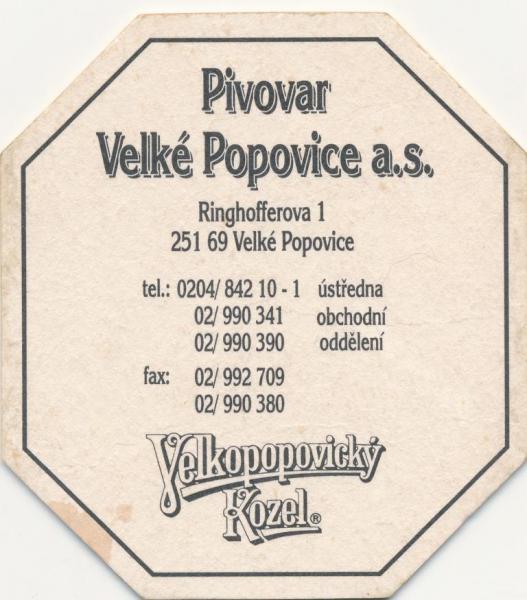 Pivovar
Velké Popovice a.s.
Ringhofferova 1
251 69 Velké Popovice
tel.: 0204/ 842 10 - 1 ústředna
02/ 990 341 obchodní
02/ 990 390 oddělení
fax: 02/ 992 709
02/ 990 380
Velkopopovický
Kozel®